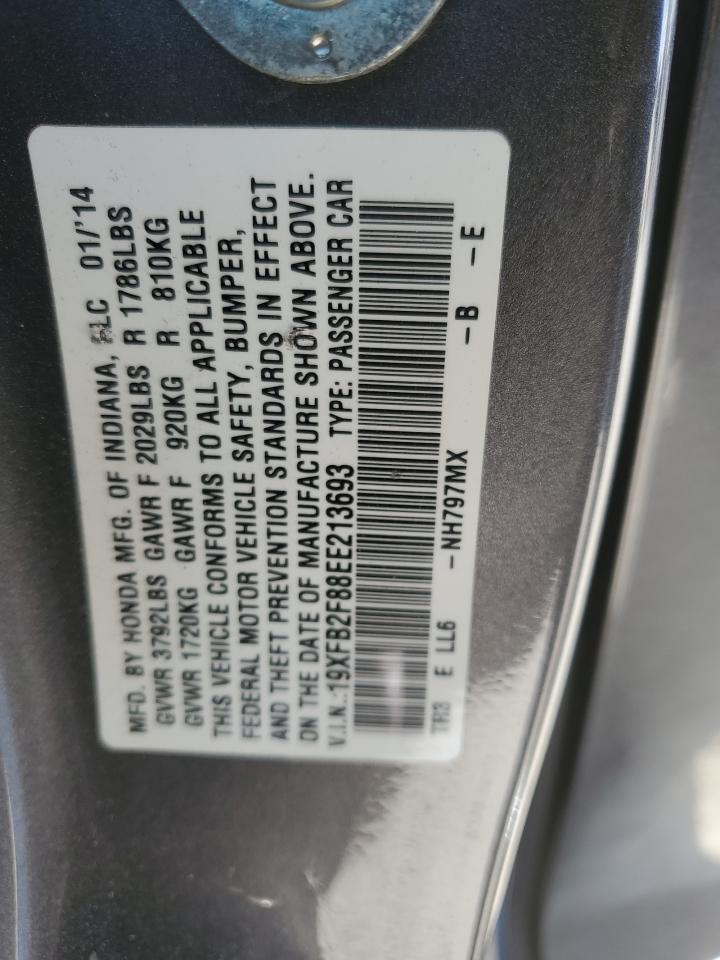 MFD. BY HONDA MFG. OF INDIANA, LLC 01/'14
GVWR 3792LBS GAWR F 2029LBS R 1786LBS
GVWR 1720KG GAWR F 920KG R 810KG
THIS VEHICLE CONFORMS TO ALL APPLICABLE
FEDERAL MOTOR VEHICLE SAFETY, BUMPER,
AND THEFT PREVENTION STANDARDS IN EFFECT
ON THE DATE OF MANUFACTURE SHOWN ABOVE.
V.I.N.:19XFB2F88EE213693 TYPE: PASSENGER CAR
TR3 E LL6 -NH797MX -B -E